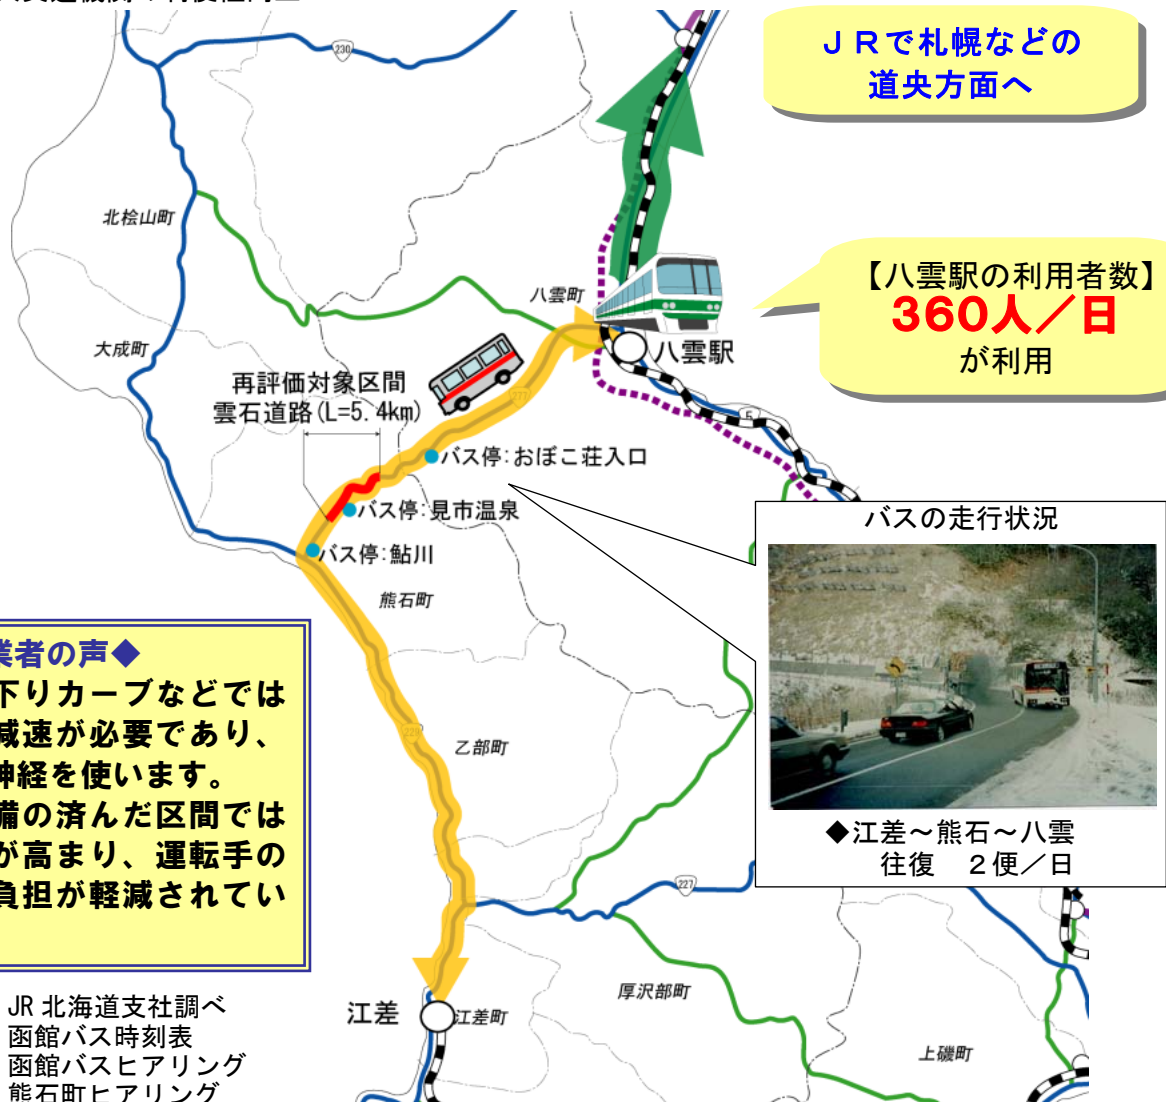 230
JRで札幌などの
道央方面へ
北桧山町
【八雲駅の利用者数】
360人／日
が利用
八雲町
八雲駅
大成町
再評価対象区間
雲石道路(L=5.4km)
277
5
バス停:おぼこ荘入口
バス停:見市温泉
バス停:鮎川
熊石町
バスの走行状況
◆江差～熊石～八雲
往復　２便／日
業者の声◆
下りカーブなどでは
減速が必要であり、
神経を使います。
備の済んだ区間では
が高まり、運転手の
負担が軽減されてい
229
乙部町
227
厚沢部町
江差
江差町
上磯町
JR北海道支社調べ
函館バス時刻表
函館バスヒアリング
熊石町ヒアリング